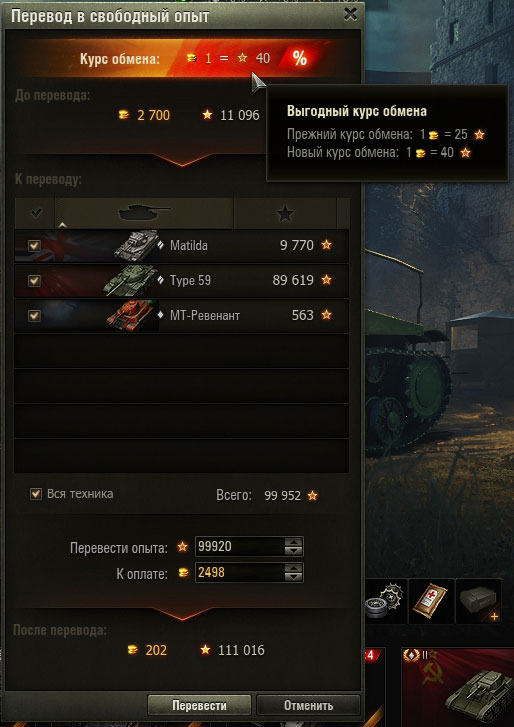 Перевод в свободный опыт
Курс обмена: 1 = 40 %
До перевода:
2 700 11 096
Выгодный курс обмена
Прежний курс обмена: 1 = 25
Новый курс обмена: 1 = 40
К переводу:
Matilda 9 770
Type 59 89 619
МТ-Ревенант 563
Вся техника Всего: 99 952
Перевести опыта: 99920
К оплате: 2498
После перевода:
202 111 016
Перевести Отменить
:4
II